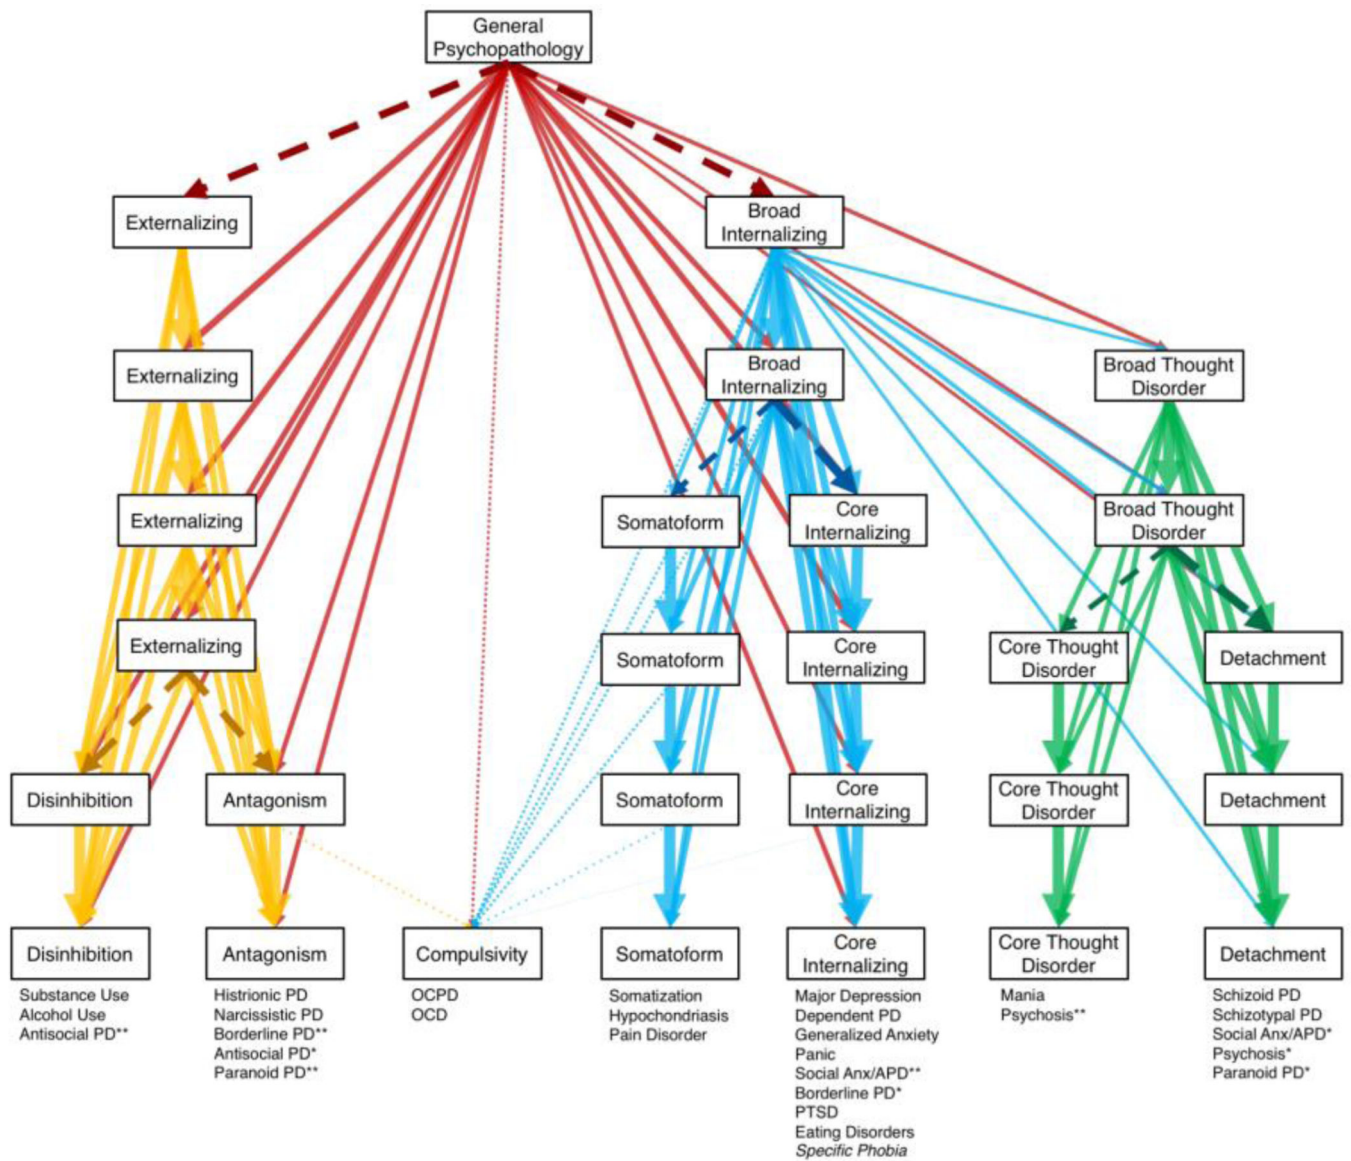 General
Psychopathology
Externalizing
Broad
Internalizing
Externalizing
Broad
Internalizing
Broad Thought
Disorder
Externalizing
Somatoform
Core
Internalizing
Broad Thought
Disorder
Externalizing
Somatoform
Core
Internalizing
Core Thought
Disorder
Detachment
Disinhibition
Antagonism
Somatoform
Core
Internalizing
Core Thought
Disorder
Detachment
Disinhibition
Substance Use
Alcohol Use
Antisocial PD**
Antagonism
Histrionic PD
Narcissistic PD
Borderline PD**
Antisocial PD*
Paranoid PD**
Compulsivity
OCPD
OCD
Somatoform
Somatization
Hypochondriasis
Pain Disorder
Core
Internalizing
Major Depression
Dependent PD
Generalized Anxiety
Panic
Social Anx/APD**
Borderline PD*
PTSD
Eating Disorders
Specific Phobia
Core Thought
Disorder
Mania
Psychosis**
Detachment
Schizoid PD
Schizotypal PD
Social Anx/APD*
Psychosis*
Paranoid PD*